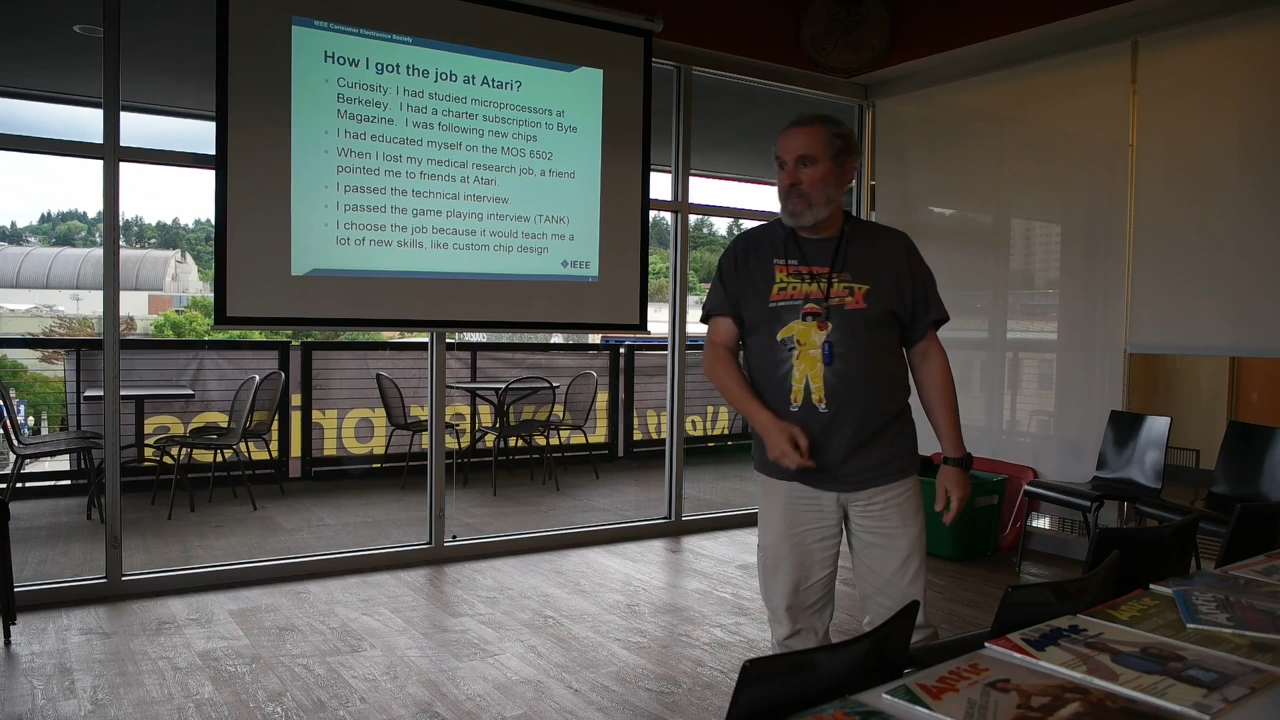 IEEE Consumer Electronics Society
How I got the job at Atari?
Curiosity: I had studied microprocessors at
Berkeley. I had a charter subscription to Byte
Magazine. I was following new chips
I had educated myself on the MOS 6502
When I lost my medical research job, a friend
pointed me to friends at Atari.
I passed the technical interview.
I passed the game playing interview (TANK)
I choose the job because it would teach me a
lot of new skills, like custom chip design
IEEE
PORTLAND
RETRO
GAMING X
Antic
Antic
Antic
Antic